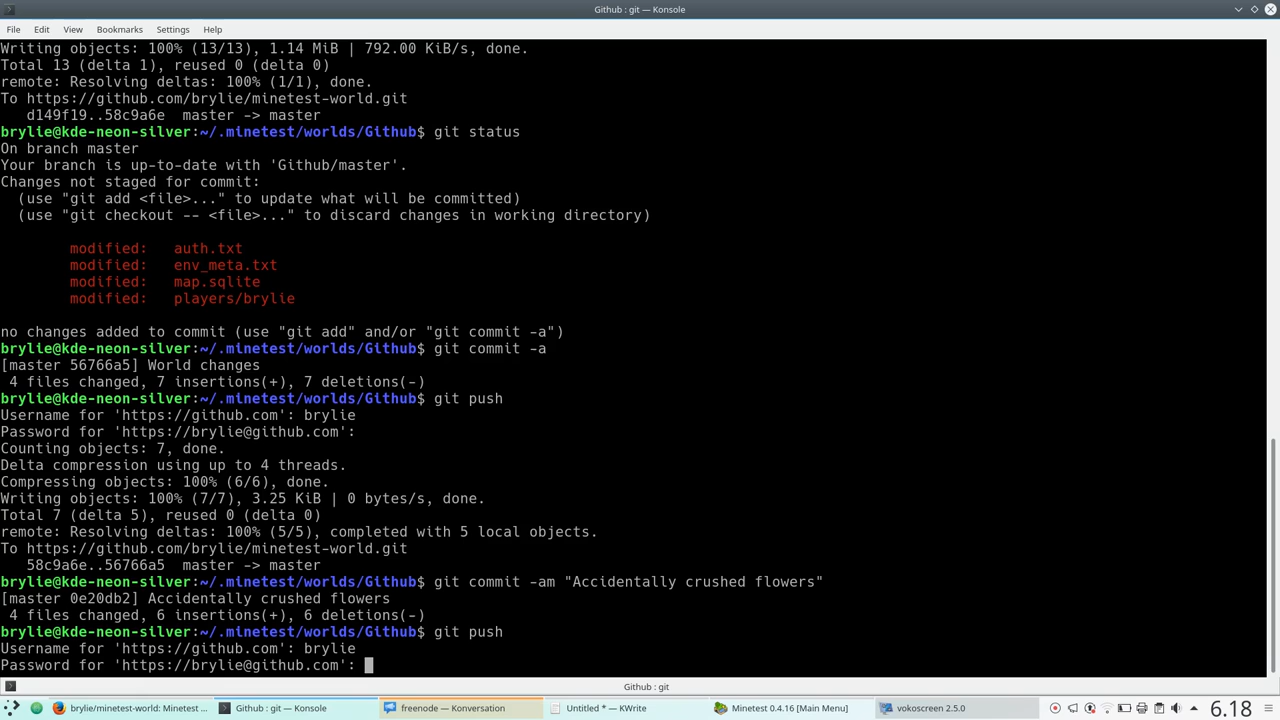 Github : git — Konsole
File Edit View Bookmarks Settings Help
Writing objects: 100% (13/13), 1.14 MiB | 792.00 KiB/s, done.
Total 13 (delta 1), reused 0 (delta 0)
remote: Resolving deltas: 100% (1/1), done.
To https://github.com/brylie/minetest-world.git
   d149f19..58c9a6e  master -> master
brylie@kde-neon-silver:~/.minetest/worlds/Github$ git status
On branch master
Your branch is up-to-date with 'Github/master'.
Changes not staged for commit:
  (use "git add <file>..." to update what will be committed)
  (use "git checkout -- <file>..." to discard changes in working directory)
        modified:   auth.txt
        modified:   env_meta.txt
        modified:   map.sqlite
        modified:   players/brylie
no changes added to commit (use "git add" and/or "git commit -a")
brylie@kde-neon-silver:~/.minetest/worlds/Github$ git commit -a
[master 56766a5] World changes
 4 files changed, 7 insertions(+), 7 deletions(-)
brylie@kde-neon-silver:~/.minetest/worlds/Github$ git push
Username for 'https://github.com': brylie
Password for 'https://brylie@github.com':
Counting objects: 7, done.
Delta compression using up to 4 threads.
Compressing objects: 100% (6/6), done.
Writing objects: 100% (7/7), 3.25 KiB | 0 bytes/s, done.
Total 7 (delta 5), reused 0 (delta 0)
remote: Resolving deltas: 100% (5/5), completed with 5 local objects.
To https://github.com/brylie/minetest-world.git
   58c9a6e..56766a5  master -> master
brylie@kde-neon-silver:~/.minetest/worlds/Github$ git commit -am "Accidentally crushed flowers"
[master 0e20db2] Accidentally crushed flowers
 4 files changed, 6 insertions(+), 6 deletions(-)
brylie@kde-neon-silver:~/.minetest/worlds/Github$ git push
Username for 'https://github.com': brylie
Password for 'https://brylie@github.com':
Github : git
brylie/minetest-world: Minetest ... Github : git — Konsole freenode — Konversation Untitled * — KWrite Minetest 0.4.16 [Main Menu] vokoscreen 2.5.0 6.18